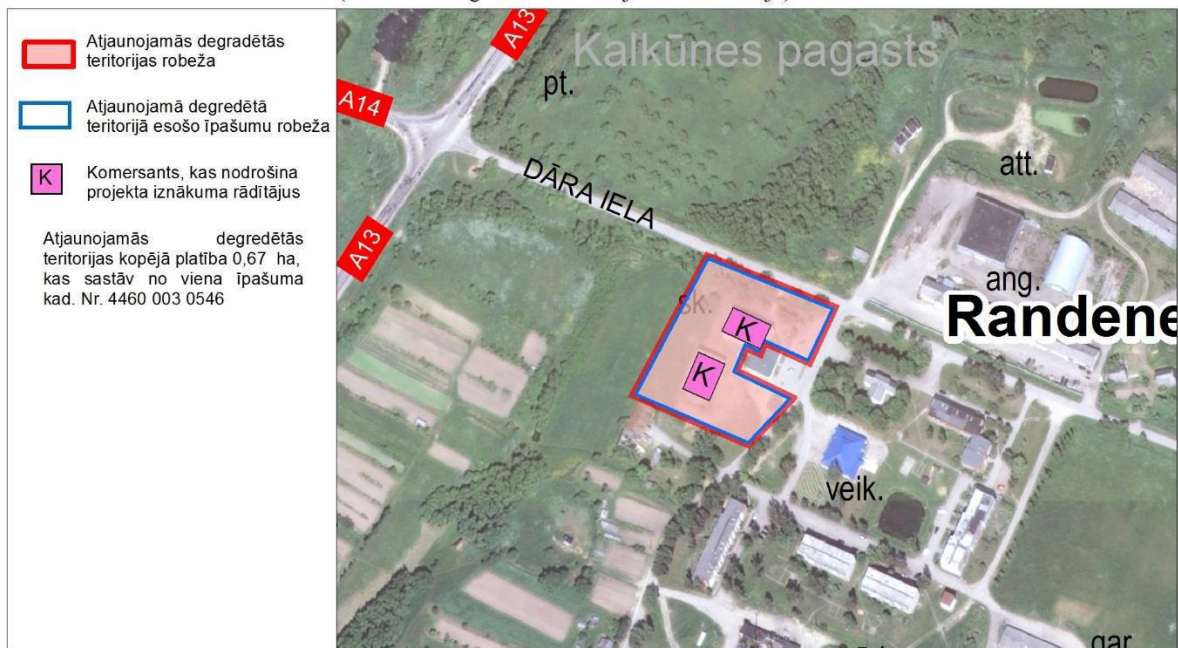 Atjaunojamās degradētās
teritorijas robeža
Atjaunojamā degredētā
teritorijā esošo īpašumu robeža
K
Komersants, kas nodrošina
projekta iznākuma rādītājus
Atjaunojamās degredētās
teritorijas kopējā platība 0,67 ha,
kas sastāv no viena īpašuma
kad. Nr. 4460 003 0546
A13
Kalkūnes pagasts
pt.
A14
att.
DĀRA IELA
A13
ang.
sk.
Randene
K
K
veik.
gar.